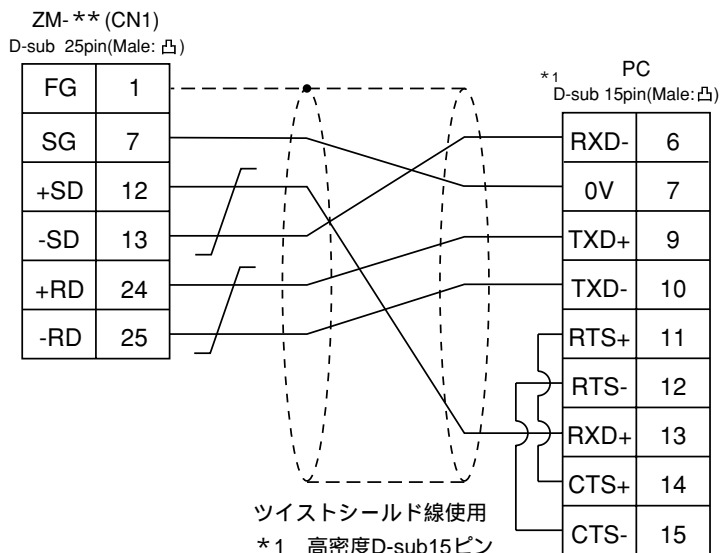 ZM-**(CN1)
D-sub 25pin(Male: 凸)
FG 1
SG 7
+SD 12
-SD 13
+RD 24
-RD 25
*1 PC
D-sub 15pin(Male:凸)
RXD- 6
0V 7
TXD+ 9
TXD- 10
RTS+ 11
RTS- 12
RXD+ 13
CTS+ 14
CTS- 15
ツイストシールド線使用
*1 高密度D-sub15ピン